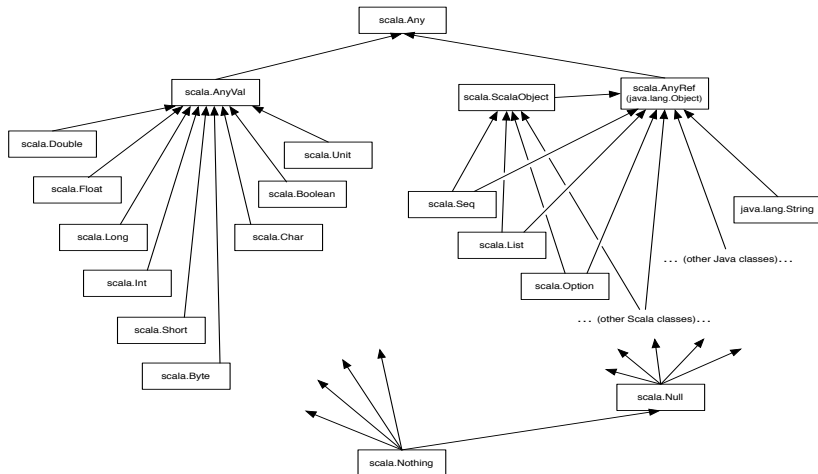 scala.Any
scala.AnyVal
scala.ScalaObject
scala.AnyRef
(java.lang.Object)
scala.Double
scala.Unit
scala.Float
scala.Boolean
scala.Seq
java.lang.String
scala.Long
scala.Char
scala.List
... (other Java classes)...
scala.Int
scala.Option
scala.Short
... (other Scala classes)...
scala.Byte
scala.Null
scala.Nothing